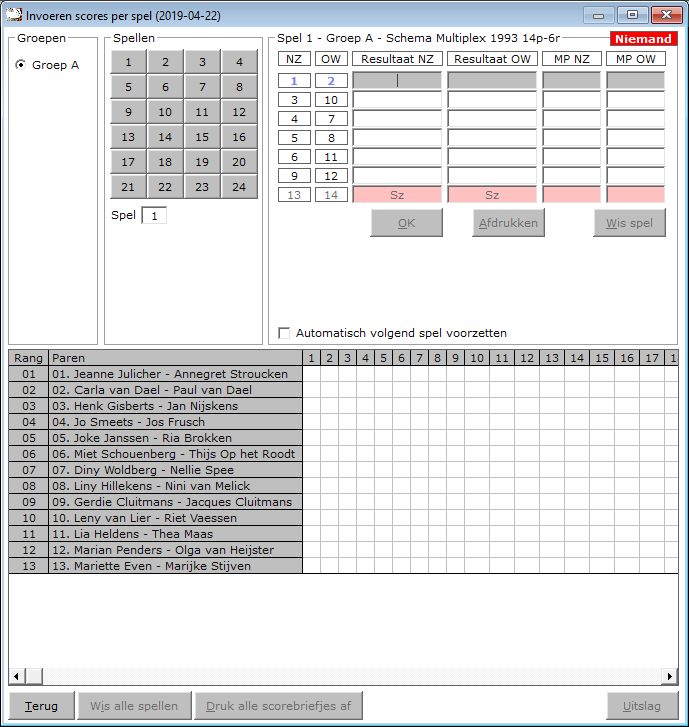 Invoeren scores per spel (2019-04-22)
Groepen
Groep A
Spellen
1 2 3 4
5 6 7 8
9 10 11 12
13 14 15 16
17 18 19 20
21 22 23 24
Spel 1
Spel 1 - Groep A - Schema Multiplex 1993 14p-6r
Niemand
NZ OW Resultaat NZ Resultaat OW MP NZ MP OW
1 2
3 10
4 7
5 8
6 11
9 12
13 14 Sz Sz
OK Afdrukken Wis spel
Automatisch volgend spel voorzetten
Rang Paren 1 2 3 4 5 6 7 8 9 10 11 12 13 14 15 16 17 1
01 01. Jeanne Julicher - Annegret Stroucken
02 02. Carla van Dael - Paul van Dael
03 03. Henk Gisberts - Jan Nijskens
04 04. Jo Smeets - Jos Frusch
05 05. Joke Janssen - Ria Brokken
06 06. Miet Schouenberg - Thijs Op het Roodt
07 07. Diny Woldberg - Nellie Spee
08 08. Liny Hillekens - Nini van Melick
09 09. Gerdie Cluitmans - Jacques Cluitmans
10 10. Leny van Lier - Riet Vaessen
11 11. Lia Heldens - Thea Maas
12 12. Marian Penders - Olga van Heijster
13 13. Mariette Even - Marijke Stijven
Terug Wis alle spellen Druk alle scorebriefjes af Uitslag